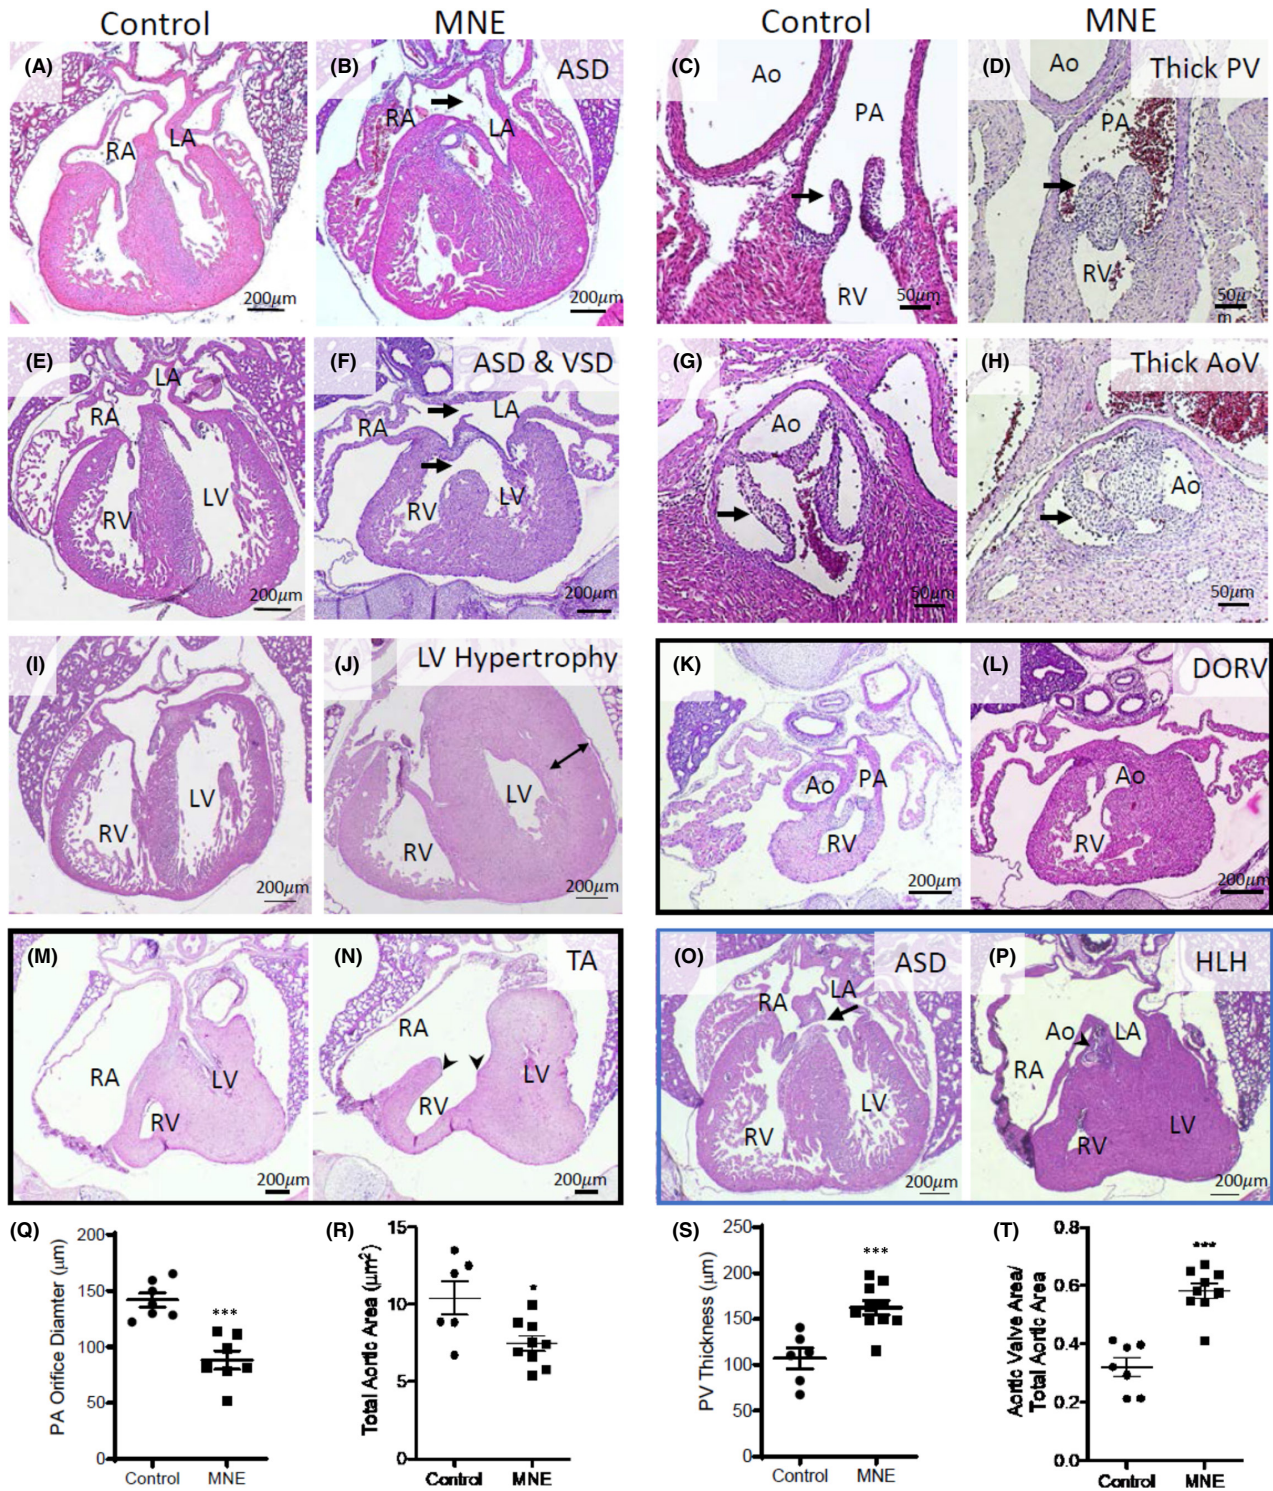 Control MNE Control MNE
(A) RA LA 200µm
(B) ASD RA LA 200µm
(C) Ao PA RV 50µm
(D) Ao Thick PV PA RV 50µ
m
(E) LA RA LV RV 200µm
(F) ASD & VSD LA RA LV RV 200µm
(G) Ao 50µm
(H) Thick AoV Ao 50µm
(I) LV RV 200µm
(J) LV Hypertrophy LV RV 200µm
(K) Ao PA RV 200µm
(L) DORV Ao RV 200µm
(M) RA LV RV 200µm
(N) TA RA LV RV 200µm
(O) ASD RA LA LV RV 200µm
(P) HLH Ao LA RA LV RV 200µm
(Q)
PA Orifice Diamter (µm)
200
150
100
50
0
***
Control MNE
(R)
Total Aortic Area (µm²)
15
10
5
0
*
Control MNE
(S)
PV Thickness (µm)
250
200
150
100
50
0
***
Control MNE
(T)
Aortic Valve Area/
Total Aortic Area
0.8
0.6
0.4
0.2
0.0
***
Control MNE